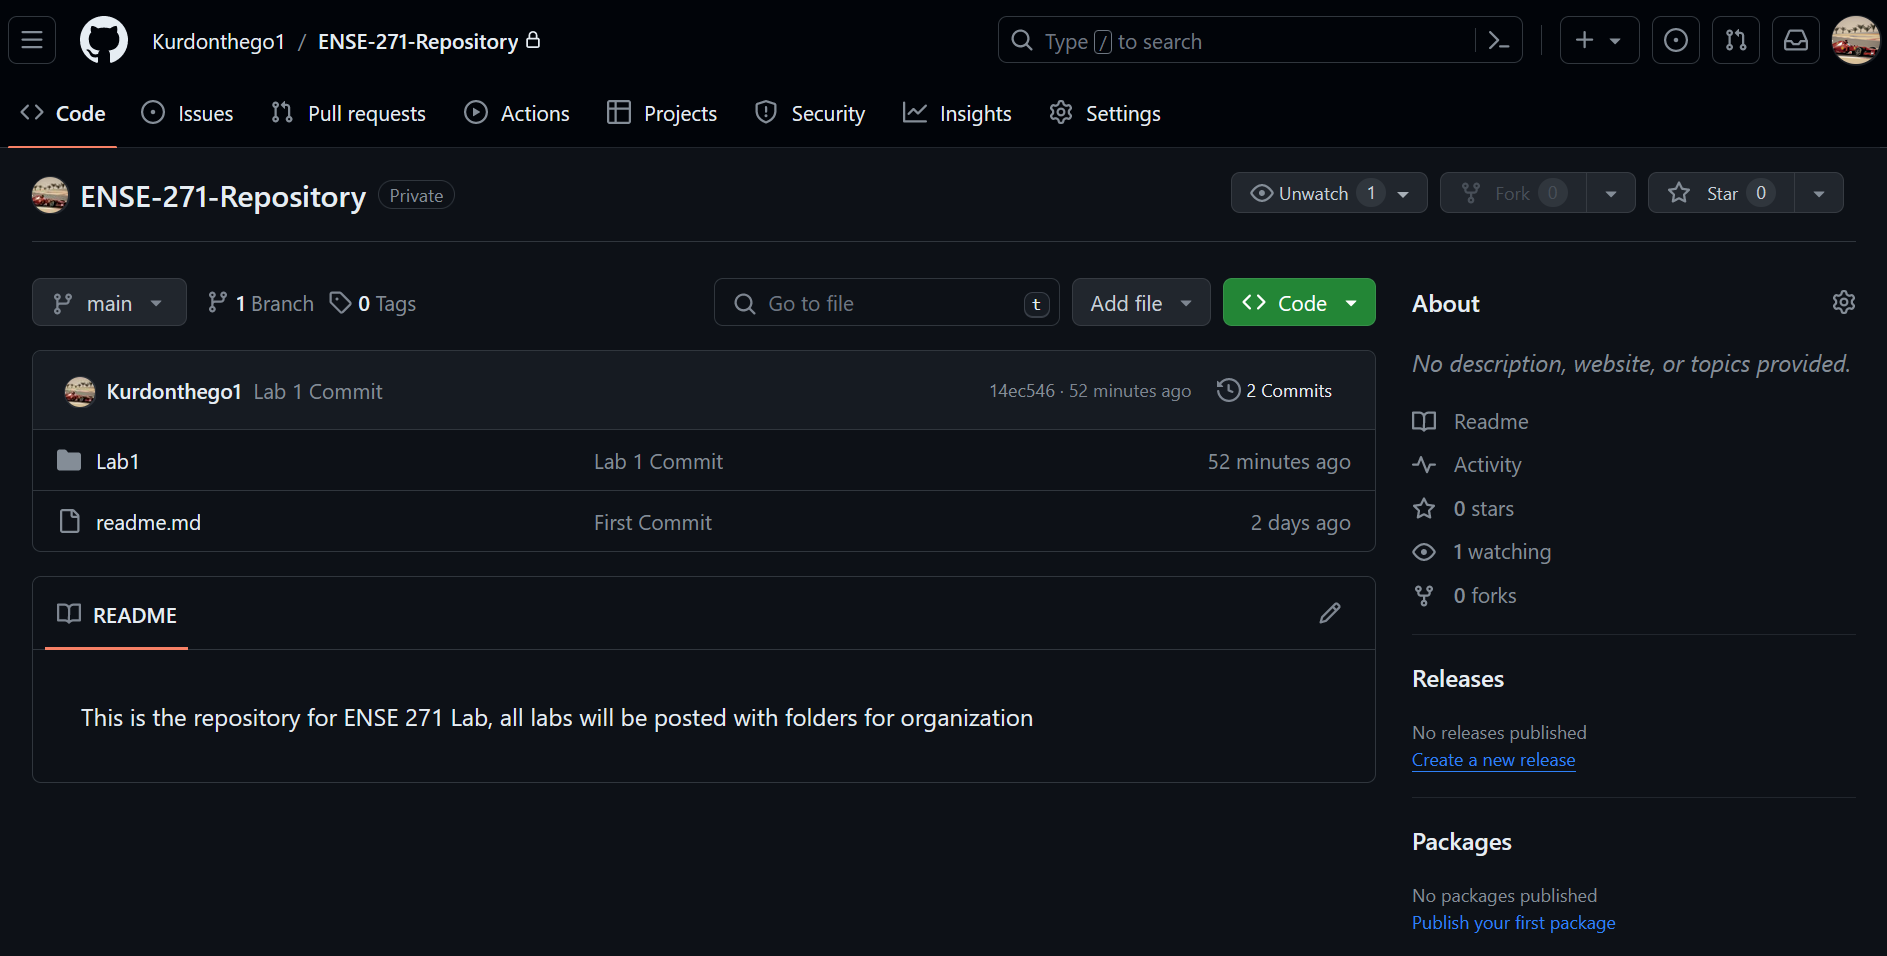 Kurdonthego1 / ENSE-271-Repository
Type / to search
Code Issues Pull requests Actions Projects Security Insights Settings
ENSE-271-Repository Private
Unwatch 1 Fork 0 Star 0
main 1 Branch 0 Tags
Go to file t
Add file
Code
Kurdonthego1 Lab 1 Commit 14ec546 · 52 minutes ago 2 Commits
Lab1 Lab 1 Commit 52 minutes ago
readme.md First Commit 2 days ago
README
This is the repository for ENSE 271 Lab, all labs will be posted with folders for organization
About
No description, website, or topics provided.
Readme
Activity
0 stars
1 watching
0 forks
Releases
No releases published
Create a new release
Packages
No packages published
Publish your first package